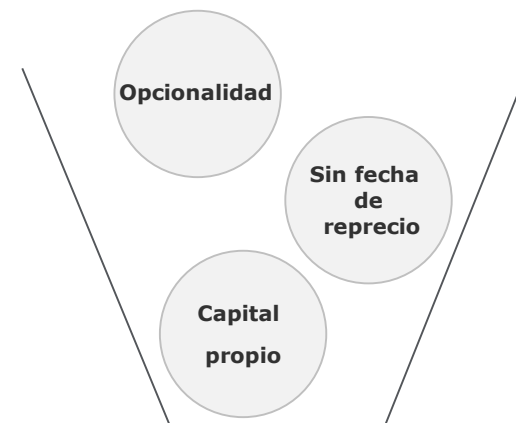 Opcionalidad
Sin fecha
de
reprecio
Capital
propio